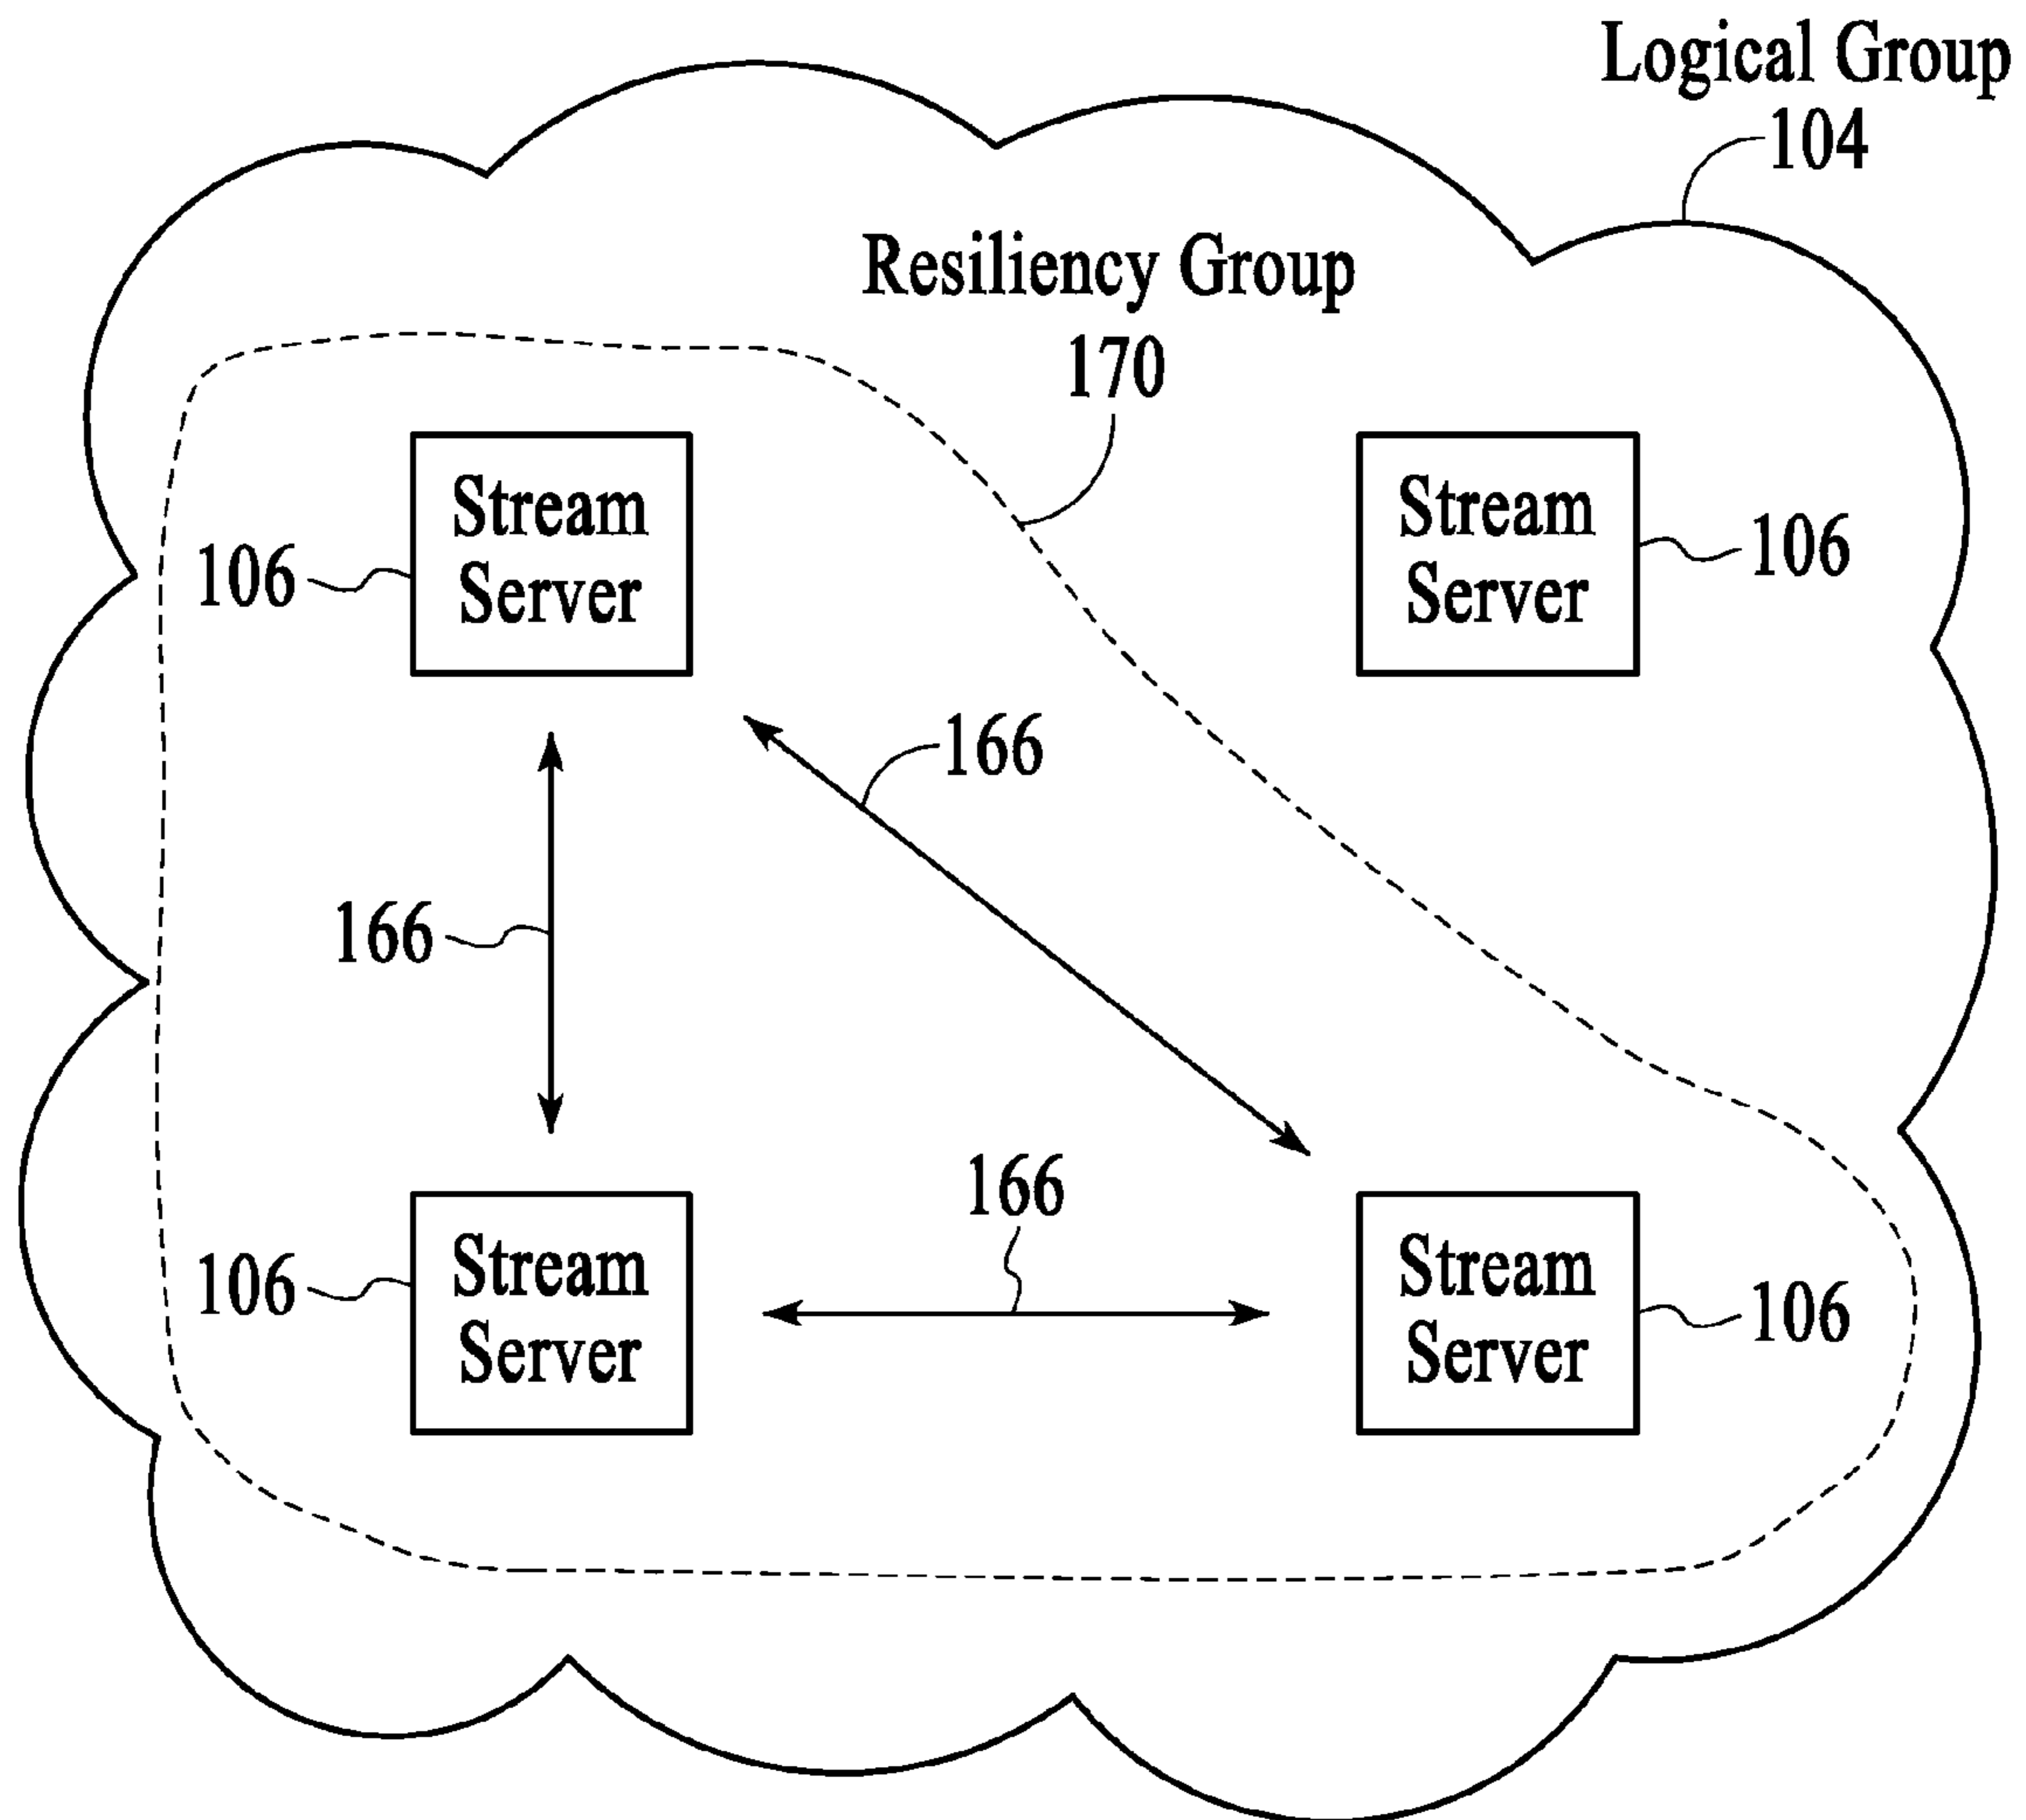 Logical Group
104
Resiliency Group
170
Stream
Server
106
Stream
Server
106
166
166
166
Stream
Server
106
Stream
Server
106